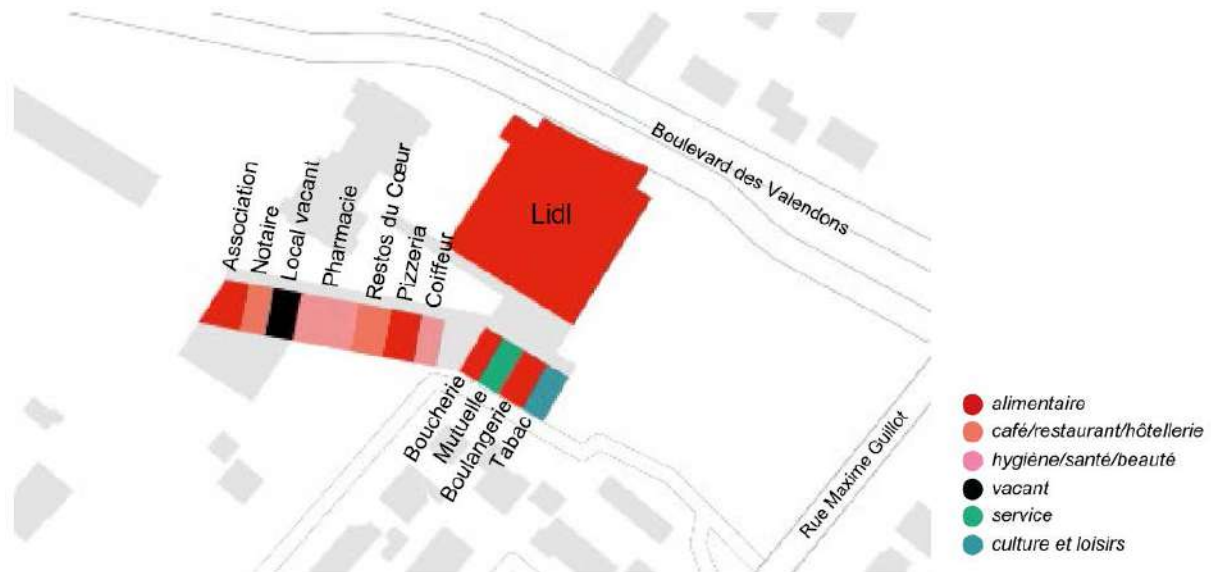 Boulevard des Valendons
Lidl
Association
Notaire
Local vacant
Pharmacie
Restos du Cœur
Pizzeria
Coiffeur
Boucherie
Mutuelle
Boulangerie
Tabac
Rue Maxime Guillot
alimentaire
café/restaurant/hôtellerie
hygiène/santé/beauté
vacant
service
culture et loisirs